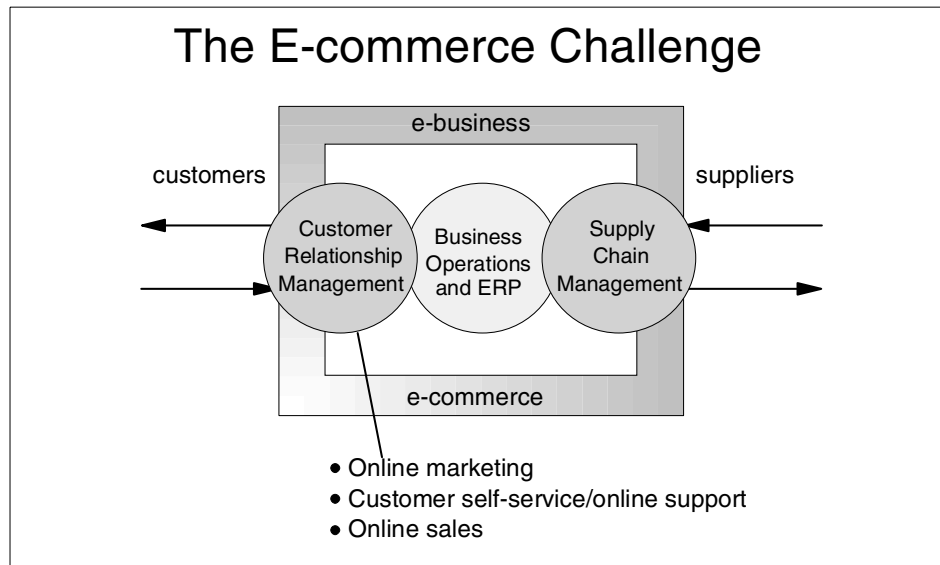 The E-commerce Challenge
e-business
customers
suppliers
Customer
Relationship
Management
Business
Operations
and ERP
Supply
Chain
Management
e-commerce
• Online marketing
• Customer self-service/online support
• Online sales